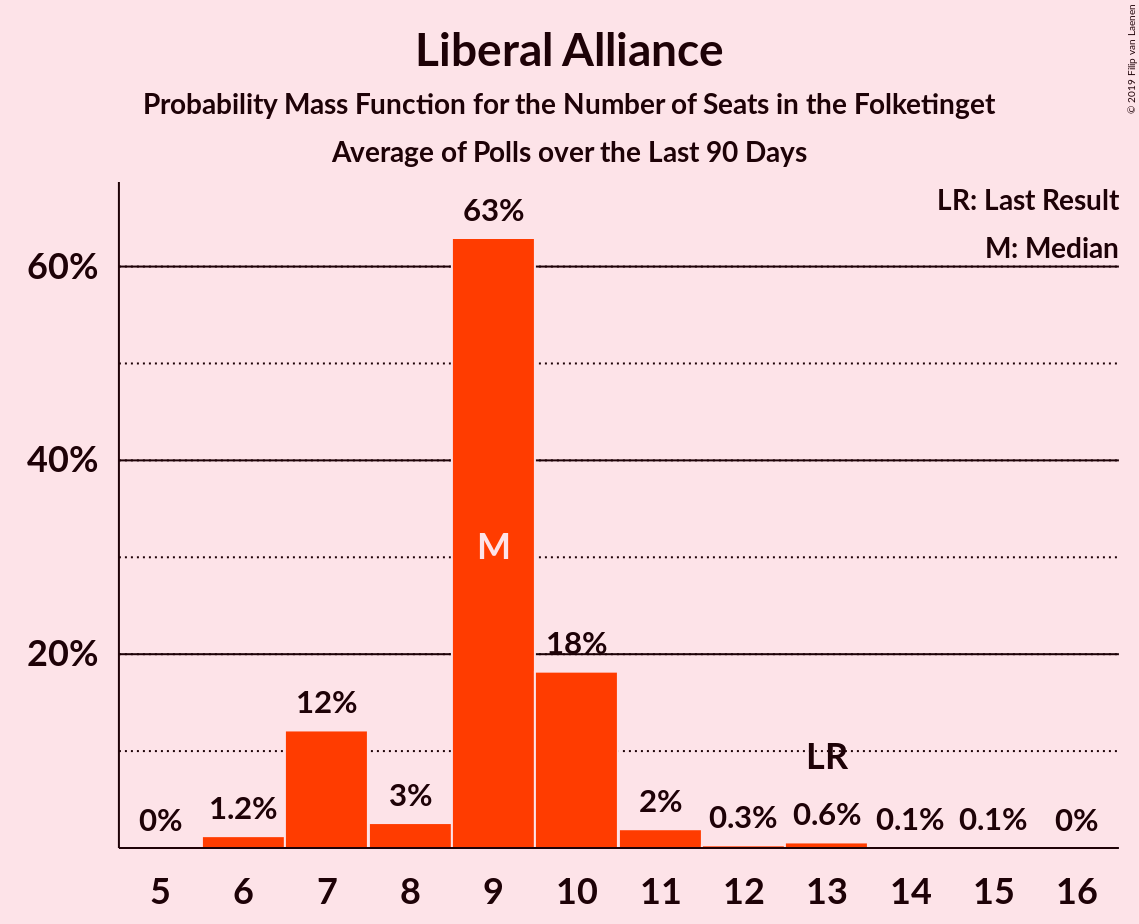 Liberal Alliance
Probability Mass Function for the Number of Seats in the Folketinget
Average of Polls over the Last 90 Days
© 2019 Filip van Laenen
LR: Last Result
M: Median
60%
40%
20%
0%
1.2%
12%
3%
63%
M
18%
2%
0.3%
LR
0.6%
0.1%
0.1%
0%
5 6 7 8 9 10 11 12 13 14 15 16